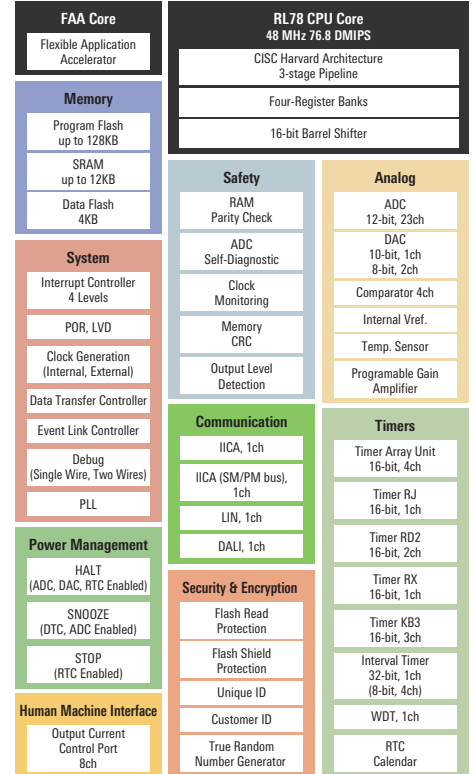 FAA Core
Flexible Application
Accelerator
RL78 CPU Core
48 MHz 76.8 DMIPS
CISC Harvard Architecture
3-stage Pipeline
Four-Register Banks
16-bit Barrel Shifter
Memory
Program Flash
up to 128KB
SRAM
up to 12KB
Data Flash
4KB
System
Interrupt Controller
4 Levels
POR, LVD
Clock Generation
(Internal, External)
Data Transfer Controller
Event Link Controller
Debug
(Single Wire, Two Wires)
PLL
Power Management
HALT
(ADC, DAC, RTC Enabled)
SNOOZE
(DTC, ADC Enabled)
STOP
(RTC Enabled)
Human Machine Interface
Output Current
Control Port
8ch
Safety
RAM
Parity Check
ADC
Self-Diagnostic
Clock
Monitoring
Memory
CRC
Output Level
Detection
Communication
IICA, 1ch
IICA (SM/PM bus),
1ch
LIN, 1ch
DALI, 1ch
Security & Encryption
Flash Read
Protection
Flash Shield
Protection
Unique ID
Customer ID
True Random
Number Generator
Analog
ADC
12-bit, 23ch
DAC
10-bit, 1ch
8-bit, 2ch
Comparator 4ch
Internal Vref.
Temp. Sensor
Programable Gain
Amplifier
Timers
Timer Array Unit
16-bit, 4ch
Timer RJ
16-bit, 1ch
Timer RD2
16-bit, 2ch
Timer RX
16-bit, 1ch
Timer KB3
16-bit, 3ch
Interval Timer
32-bit, 1ch
(8-bit, 4ch)
WDT, 1ch
RTC
Calendar